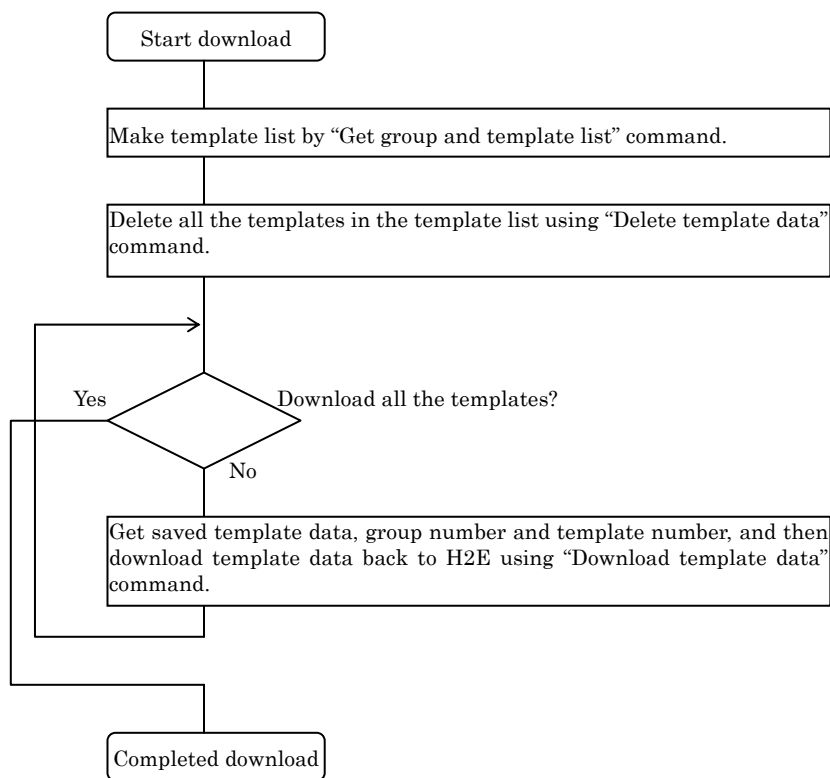 Start download
Make template list by “Get group and template list” command.
Delete all the templates in the template list using “Delete template data”
command.
Yes
Download all the templates?
No
Get saved template data, group number and template number, and then
download template data back to H2E using “Download template data”
command.
Completed download